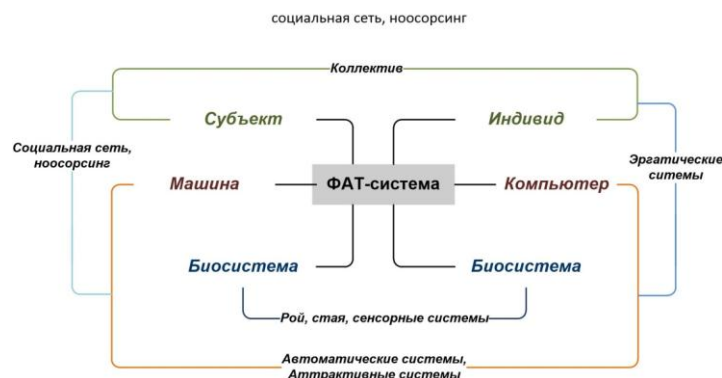 социальная сеть, ноосорсинг
Коллектив
Субъект
Индивид
Социальная сеть,
ноосорсинг
Эргатические
ситемы
Машина
ФАТ-система
Компьютер
Биосистема
Биосистема
Рой, стая, сенсорные системы
Автоматические системы,
Аттрактивные системы